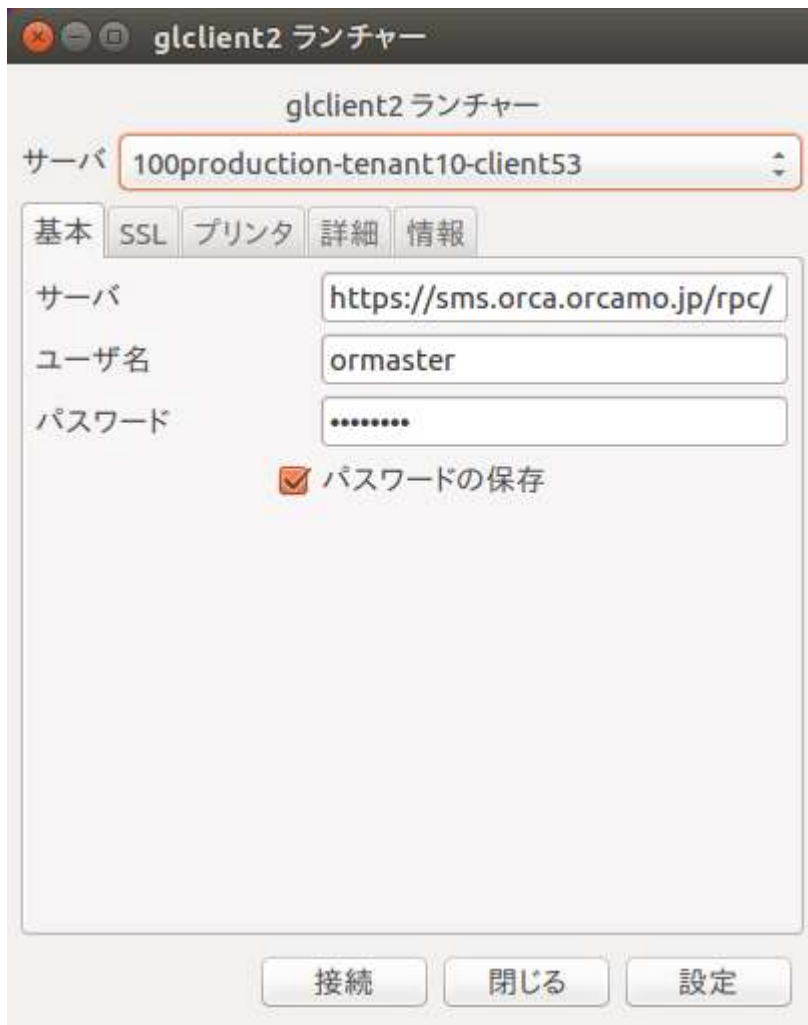 glclient2 ランチャー
glclient2 ランチャー
サーバ 100production-tenant10-client53
基本 SSL プリンタ 詳細 情報
サーバ https://sms.orca.orcamo.jp/rpc/
ユーザ名 ormaster
パスワード ••••••••
パスワードの保存
接続 閉じる 設定